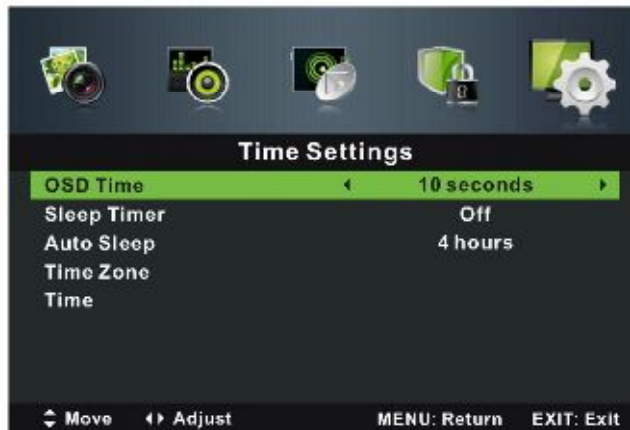 Time Settings
OSD Time 10 seconds
Sleep Timer Off
Auto Sleep 4 hours
Time Zone
Time
Move Adjust MENU: Return EXIT: Exit